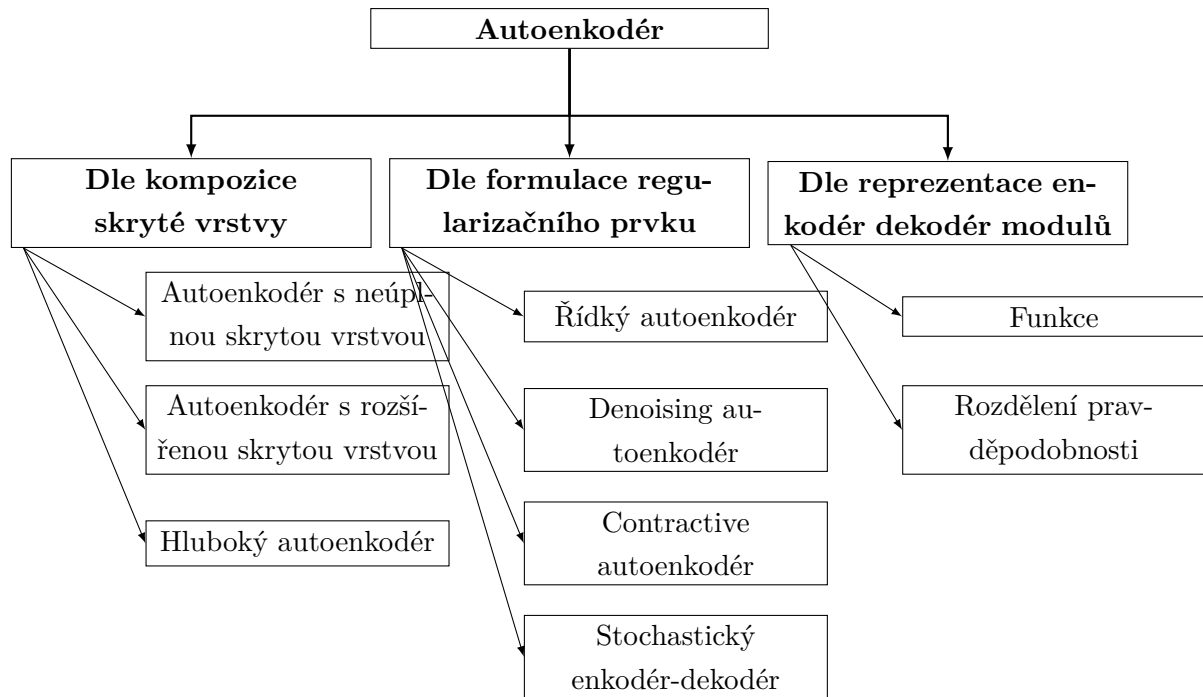 Autoenkodér
Dle kompozice
skryté vrstvy
Autoenkodér s neúpl-
nou skrytou vrstvou
Autoenkodér s rozší-
řenou skrytou vrstvou
Hluboký autoenkodér
Dle formulace regu-
larizačního prvku
Řídký autoenkodér
Denoising au-
toenkodér
Contractive
autoenkodér
Stochastický
enkodér-dekodér
Dle reprezentace en-
kodér dekodér modulů
Funkce
Rozdělení prav-
děpodobnosti